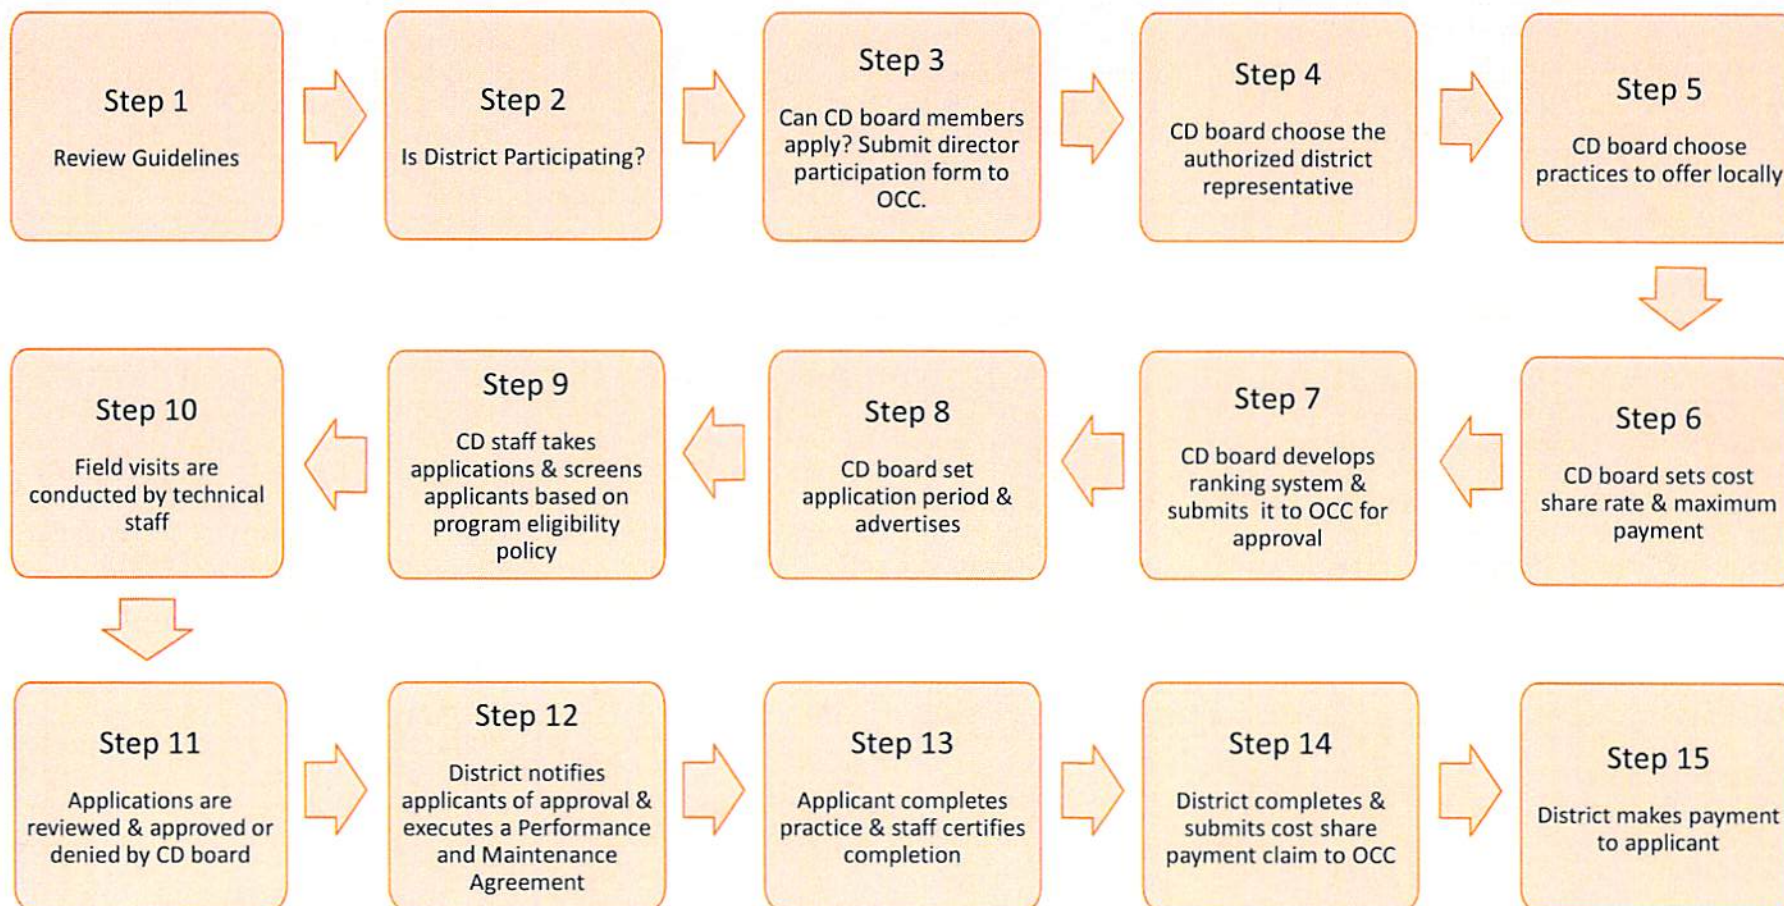 Step 1
Review Guidelines
Step 2
Is District Participating?
Step 3
Can CD board members
apply? Submit director
participation form to
OCC.
Step 4
CD board choose the
authorized district
representative
Step 5
CD board choose
practices to offer locally
Step 6
CD board sets cost
share rate & maximum
payment
Step 7
CD board develops
ranking system &
submits it to OCC for
approval
Step 8
CD board set
application period &
advertises
Step 9
CD staff takes
applications & screens
applicants based on
program eligibility
policy
Step 10
Field visits are
conducted by technical
staff
Step 11
Applications are
reviewed & approved or
denied by CD board
Step 12
District notifies
applicants of approval &
executes a Performance
and Maintenance
Agreement
Step 13
Applicant completes
practice & staff certifies
completion
Step 14
District completes &
submits cost share
payment claim to OCC
Step 15
District makes payment
to applicant